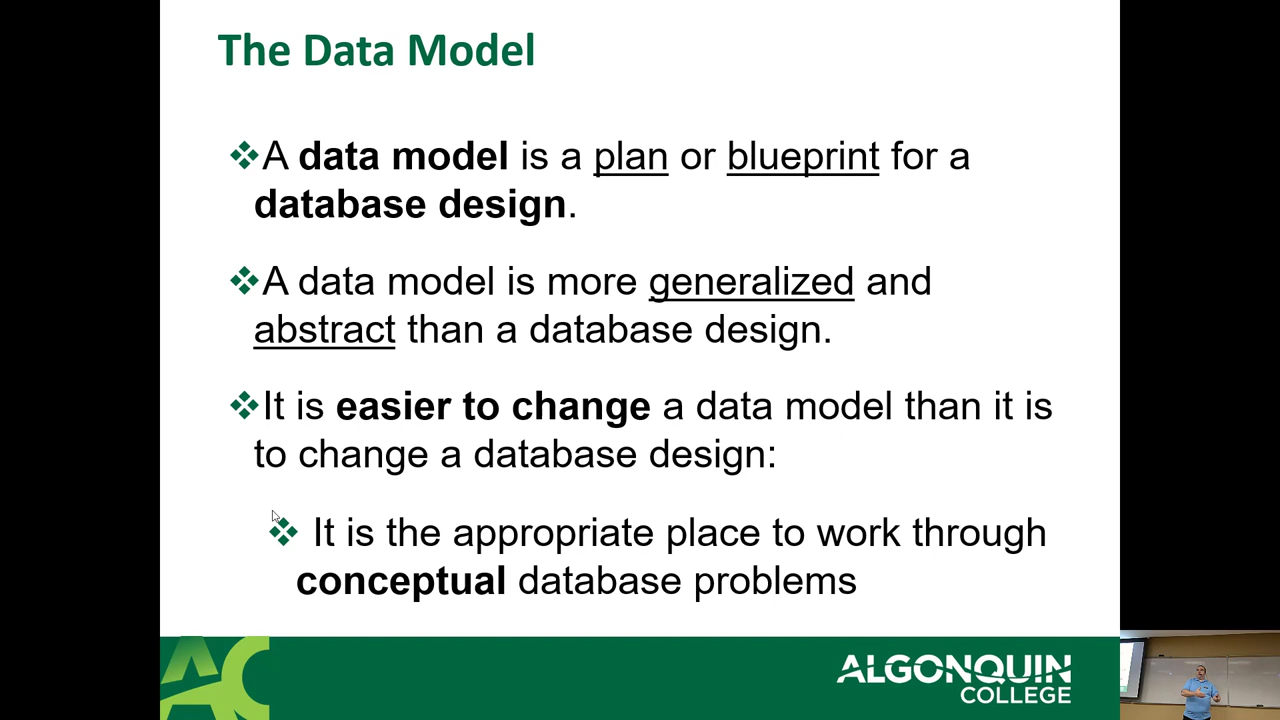 The Data Model
A data model is a plan or blueprint for a
database design.
A data model is more generalized and
abstract than a database design.
It is easier to change a data model than it is
to change a database design:
It is the appropriate place to work through
conceptual database problems
AC
ALGONQUIN
COLLEGE